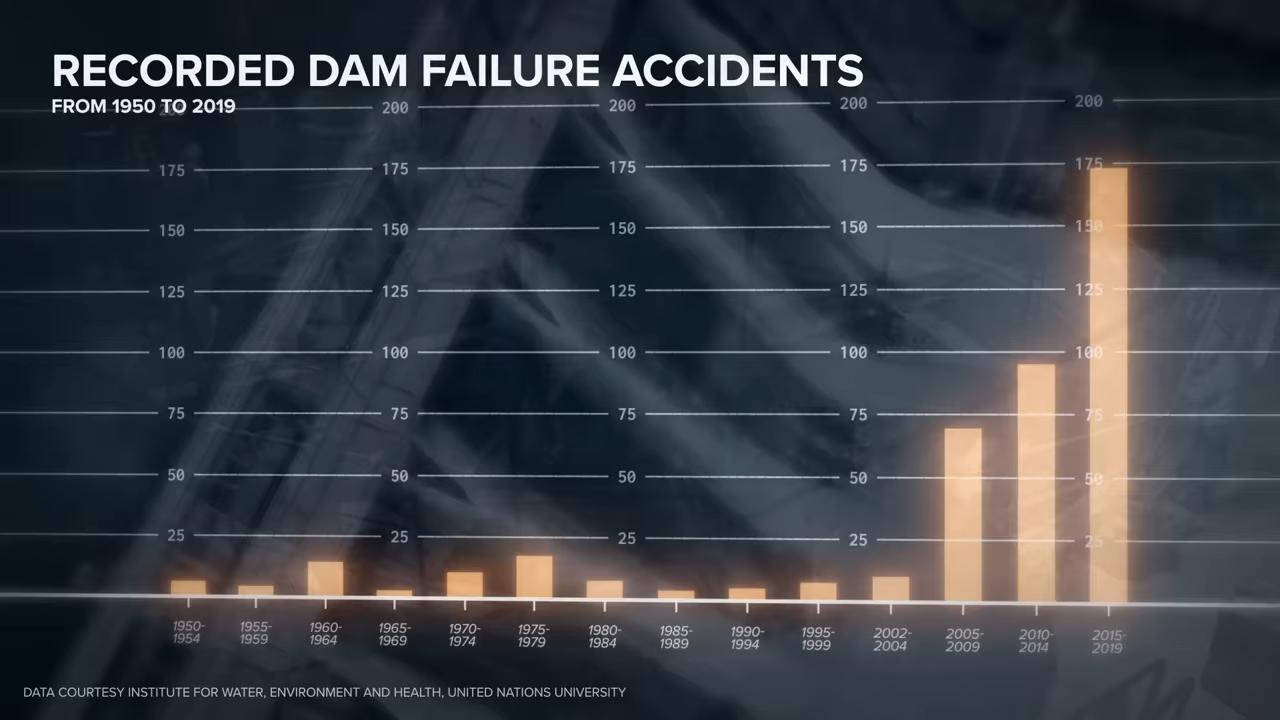 RECORDED DAM FAILURE ACCIDENTS
FROM 1950 TO 2019
200 200 200 200 200
175 175 175 175 175
150 150 150 150 150
125 125 125 125 125
100 100 100 100 100
75 75 75 75 75
50 50 50 50 50
25 25 25 25 25
1950- 1955- 1960- 1965- 1970- 1975- 1980- 1985- 1990- 1995- 2002- 2005- 2010- 2015-
1954 1959 1964 1969 1974 1979 1984 1989 1994 1999 2004 2009 2014 2019
DATA COURTESY INSTITUTE FOR WATER, ENVIRONMENT AND HEALTH, UNITED NATIONS UNIVERSITY